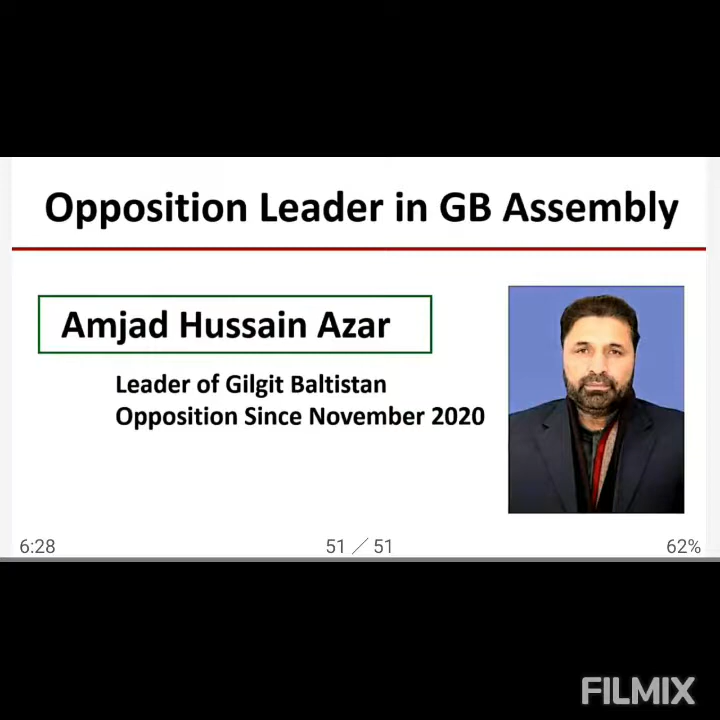 Opposition Leader in GB Assembly
Amjad Hussain Azar
Leader of Gilgit Baltistan
Opposition Since November 2020
6:28 51 / 51 62%
FILMIX